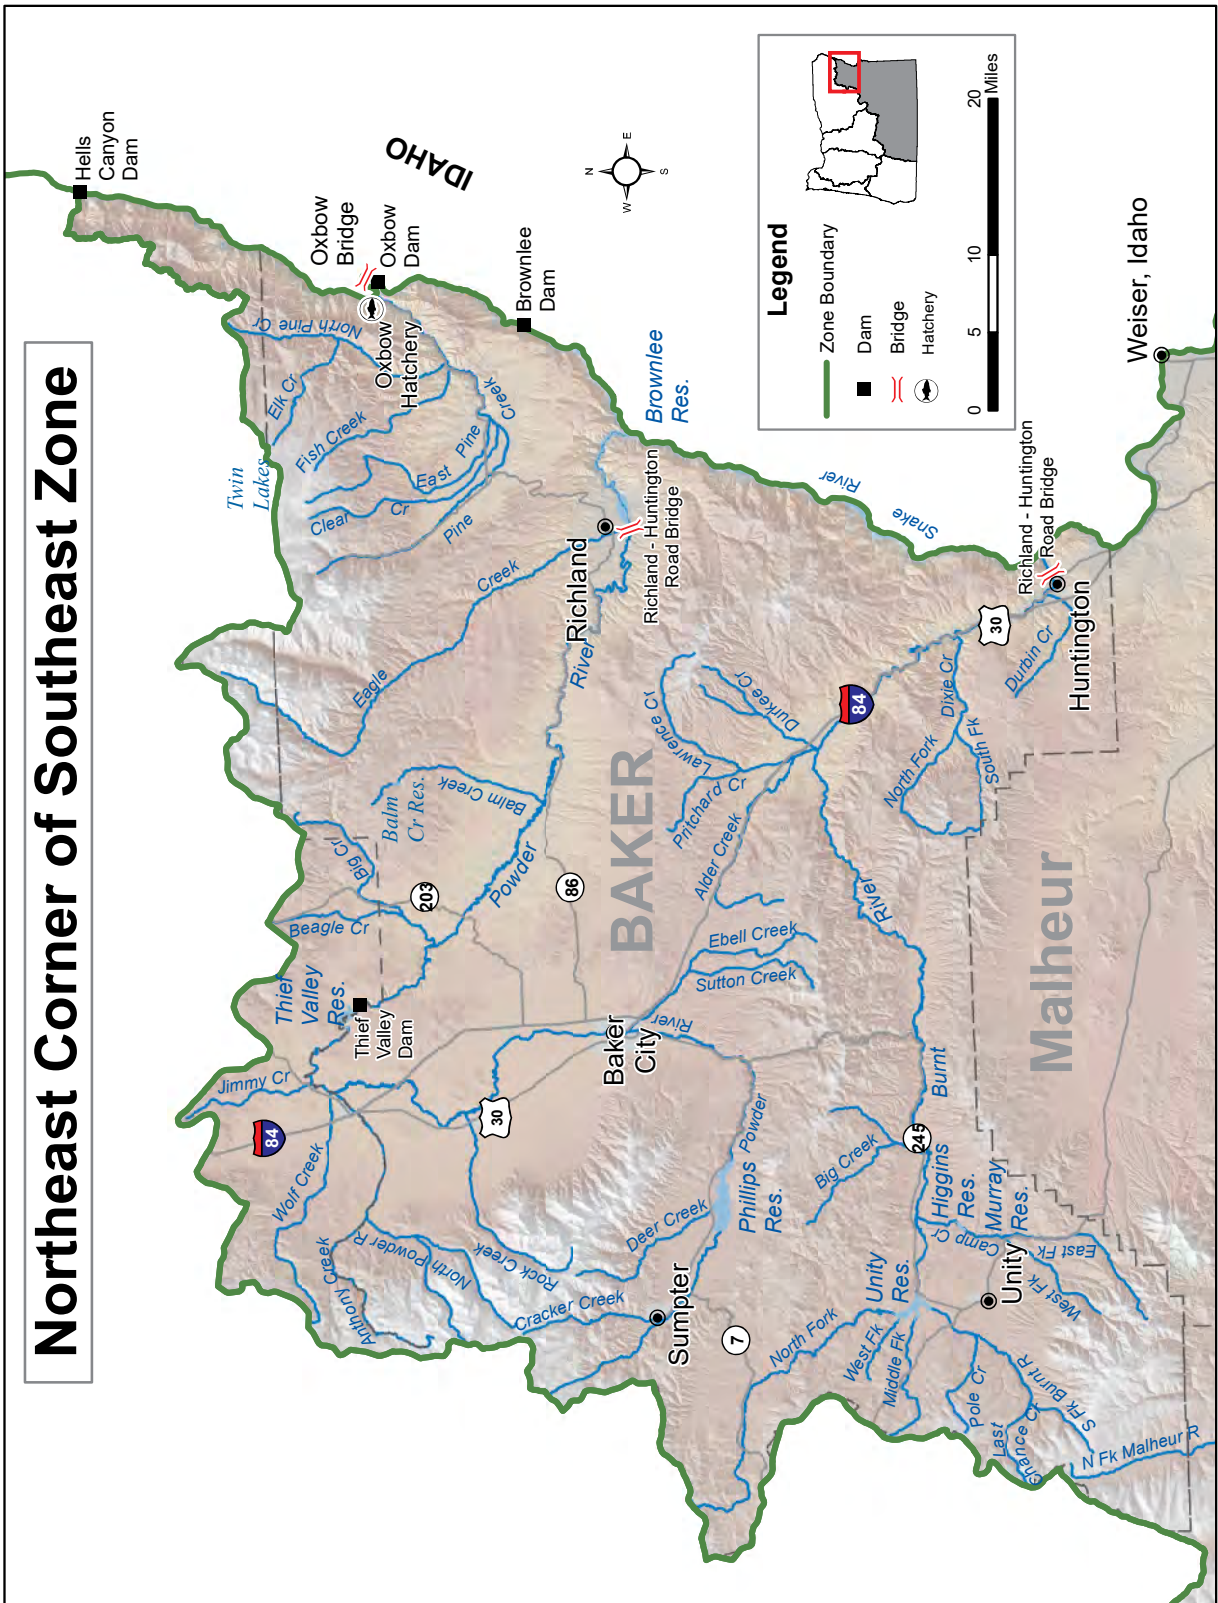 Northeast Corner of Southeast Zone
Hells
Canyon
Dam
IDAHO
Oxbow
Bridge
Oxbow
Dam
Oxbow
Hatchery
Brownlee
Dam
Brownlee
Res.
N
E
S
W
Legend
Zone Boundary
Dam
Bridge
Hatchery
0
5
10
20
Miles
North Pine Cr
Elk Cr
Fish Creek
Twin
Lakes
Clear
Cr
East
Pine
Creek
Pine
Eagle
Creek
Richland
Richland - Huntington
Road Bridge
Snake
River
Weiser, Idaho
Richland - Huntington
Road Bridge
Huntington
30
Durbin Cr
Dixie Cr
North Fork
South Fk
84
Durkee Cr
Lawrence Cr
Pritchard Cr
Alder Creek
BAKER
Malheur
River
Powder
Balm Creek
Balm
Cr Res.
Big Cr
203
86
Beagle Cr
Thief
Valley
Res.
Thief
Valley
Dam
Ebell Creek
Sutton Creek
River
Burnt
River
Baker
City
Jimmy Cr
84
30
Wolf Creek
Anthony Creek
North Powder R
Rock Creek
Cracker Creek
Deer Creek
Powder
Phillips
Res.
Sumpter
7
Big Creek
245
Higgins
Res.
Murray
Res.
Camp Cr
East Fk
West Fk
Unity
Unity
Res.
North Fork
West Fk
Middle Fk
Pole Cr
Last
Chance Cr
S Fk Burnt R
N Fk Malheur R